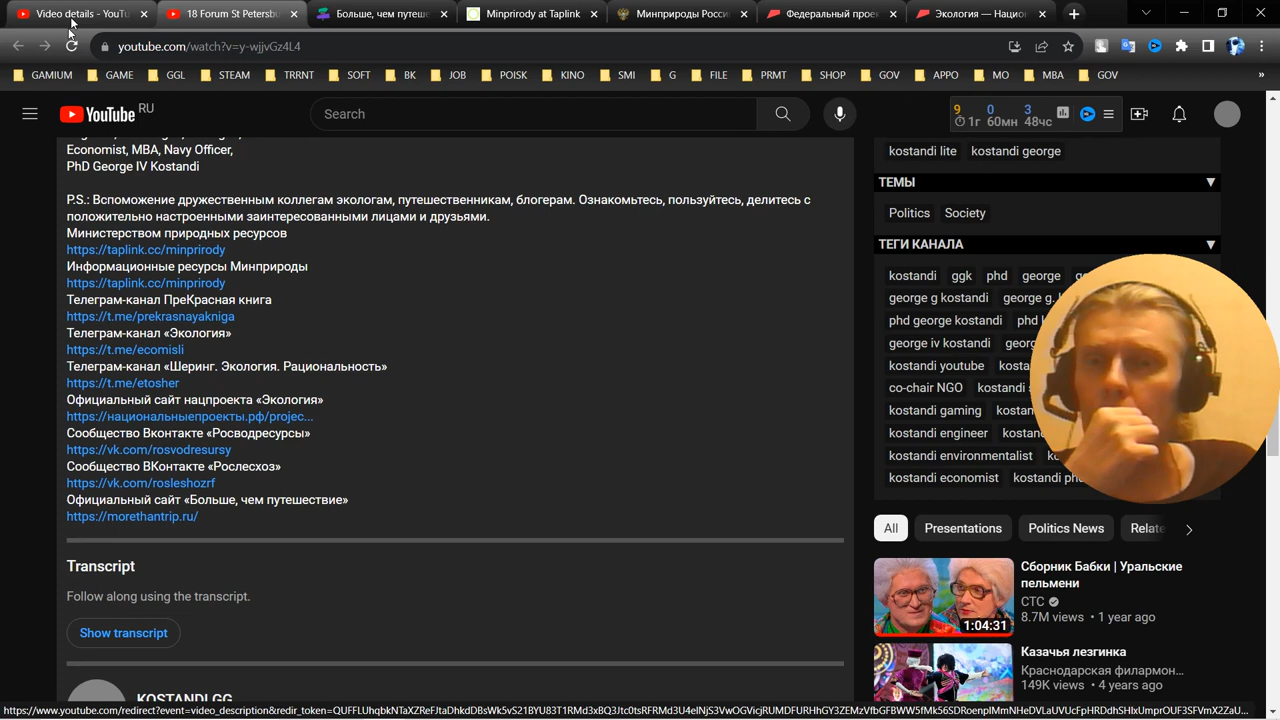 Video details - YouTu
18 Forum St Petersbu
Больше, чем путеше
Minprirody at Taplink
Минприроды Росси
Федеральный прое
Экология — Нацио
youtube.com/watch?v=y-wjjvGz4L4
GAMIUM
GAME
GGL
STEAM
TRRNT
SOFT
BK
JOB
POISK
KINO
SMI
G
FILE
PRMT
SHOP
GOV
APPO
MO
MBA
GOV
»
YouTube RU
Search
9 0 3
1г 60мн 48чс
Economist, MBA, Navy Officer,
PhD George IV Kostandi
P.S.: Вспоможение дружественным коллегам экологам, путешественникам, блогерам. Ознакомьтесь, пользуйтесь, делитесь с
положительно настроенными заинтересованными лицами и друзьями.
Министерством природных ресурсов
https://taplink.cc/minprirody
Информационные ресурсы Минприроды
https://taplink.cc/minprirody
Телеграм-канал ПреКрасная книга
https://t.me/prekrasnayakniga
Телеграм-канал «Экология»
https://t.me/ecomisli
Телеграм-канал «Шеринг. Экология. Рациональность»
https://t.me/etosher
Официальный сайт нацпроекта «Экология»
https://национальныепроекты.рф/projec...
Сообщество Вконтакте «Росводресурсы»
https://vk.com/rosvodresursy
Сообщество ВКонтакте «Рослесхоз»
https://vk.com/rosleshozrf
Официальный сайт «Больше, чем путешествие»
https://morethantrip.ru/
Transcript
Follow along using the transcript.
Show transcript
KOSTANDI GG
kostandi lite kostandi george
ТЕМЫ
Politics Society
ТЕГИ КАНАЛА
kostandi ggk phd george
george g kostandi george g.
phd george kostandi phd
george iv kostandi
kostandi youtube
co-chair NGO
kostandi gaming
kostandi engineer
kostandi environmentalist
kostandi economist kostandi
All Presentations Politics News Relate
Сборник Бабки | Уральские
пельмени
СТС
8.7M views • 1 year ago
1:04:31
Казачья лезгинка
Краснодарская филармон...
149K views • 4 years ago